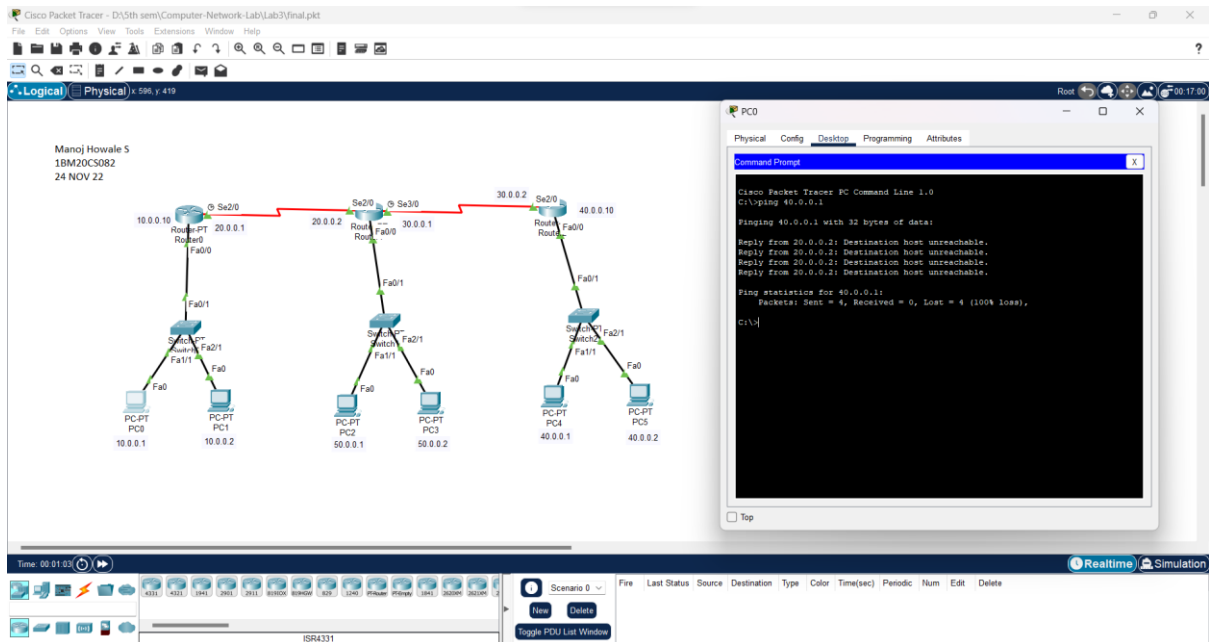 Cisco Packet Tracer - D:\5th sem\Computer-Network-Lab\Lab3\final.pkt
File Edit Options View Tools Extensions Window Help
?
Logical Physical x: 596, y: 419
Root 00:17:00
Manoj Howale S
1BM20CS082
24 NOV 22
10.0.0.10
Se2/0
20.0.0.1
Router-PT
Router0
Fa0/0
Se2/0
Se3/0
20.0.0.2
Fa0/0
30.0.0.1
30.0.0.2
Se2/0
40.0.0.10
Fa0/0
Fa0/1
Fa0/1
Fa0/1
Fa2/1
Fa1/1
Switch-PT
Switch1
Fa2/1
Fa1/1
Switch-PT
Switch2
Fa2/1
Fa1/1
Fa0
Fa0
Fa0
Fa0
Fa0
Fa0
PC-PT
PC0
10.0.0.1
PC-PT
PC1
10.0.0.2
PC-PT
PC2
50.0.0.1
PC-PT
PC3
50.0.0.2
PC-PT
PC4
40.0.0.1
PC-PT
PC5
40.0.0.2
PC0
Physical Config Desktop Programming Attributes
Command Prompt X
Cisco Packet Tracer PC Command Line 1.0
C:\>ping 40.0.0.1
Pinging 40.0.0.1 with 32 bytes of data:
Reply from 20.0.0.2: Destination host unreachable.
Reply from 20.0.0.2: Destination host unreachable.
Reply from 20.0.0.2: Destination host unreachable.
Reply from 20.0.0.2: Destination host unreachable.
Ping statistics for 40.0.0.1:
Packets: Sent = 4, Received = 0, Lost = 4 (100% loss),
C:\>
Top
Time: 00:01:03
Realtime Simulation
4331 4321 1941 2901 2911 819IOX 819HGW 829 1240 PT-Router PT-Empty 1841 2620XM 2621XM
ISR4331
Scenario 0
New Delete
Toggle PDU List Window
Fire Last Status Source Destination Type Color Time(sec) Periodic Num Edit Delete